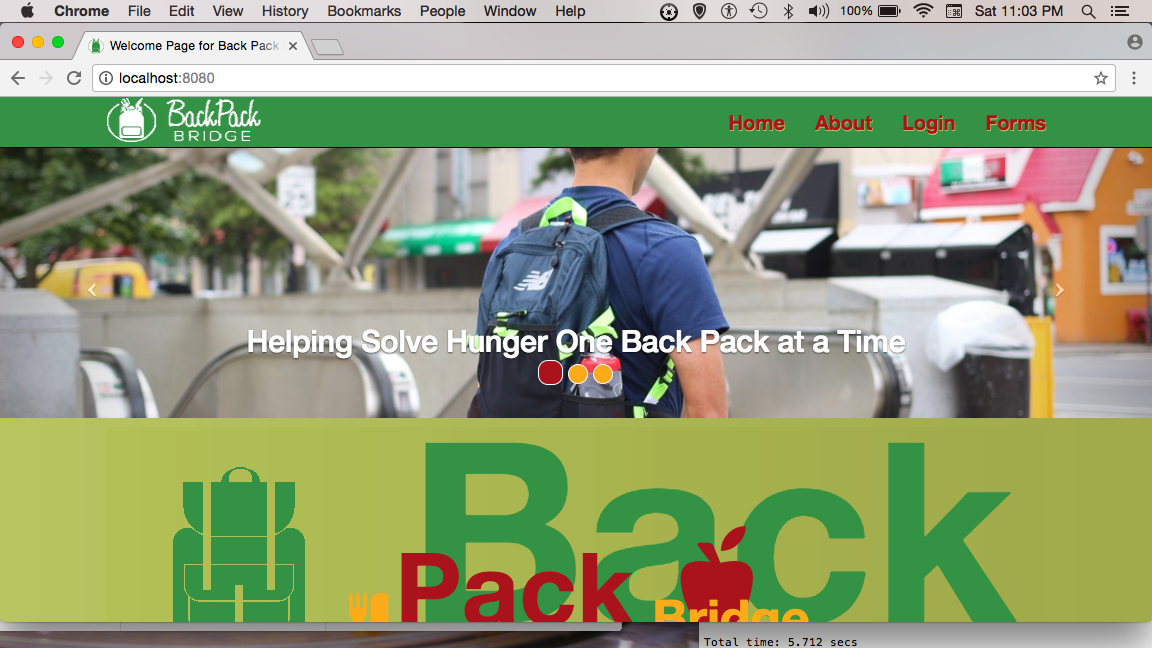 Chrome File Edit View History Bookmarks People Window Help 100% Sat 11:03 PM
Welcome Page for Back Pack
localhost:8080
BackPack
BRIDGE
Home About Login Forms
Helping Solve Hunger One Back Pack at a Time
Back
Pack
Bridge
Total time: 5.712 secs